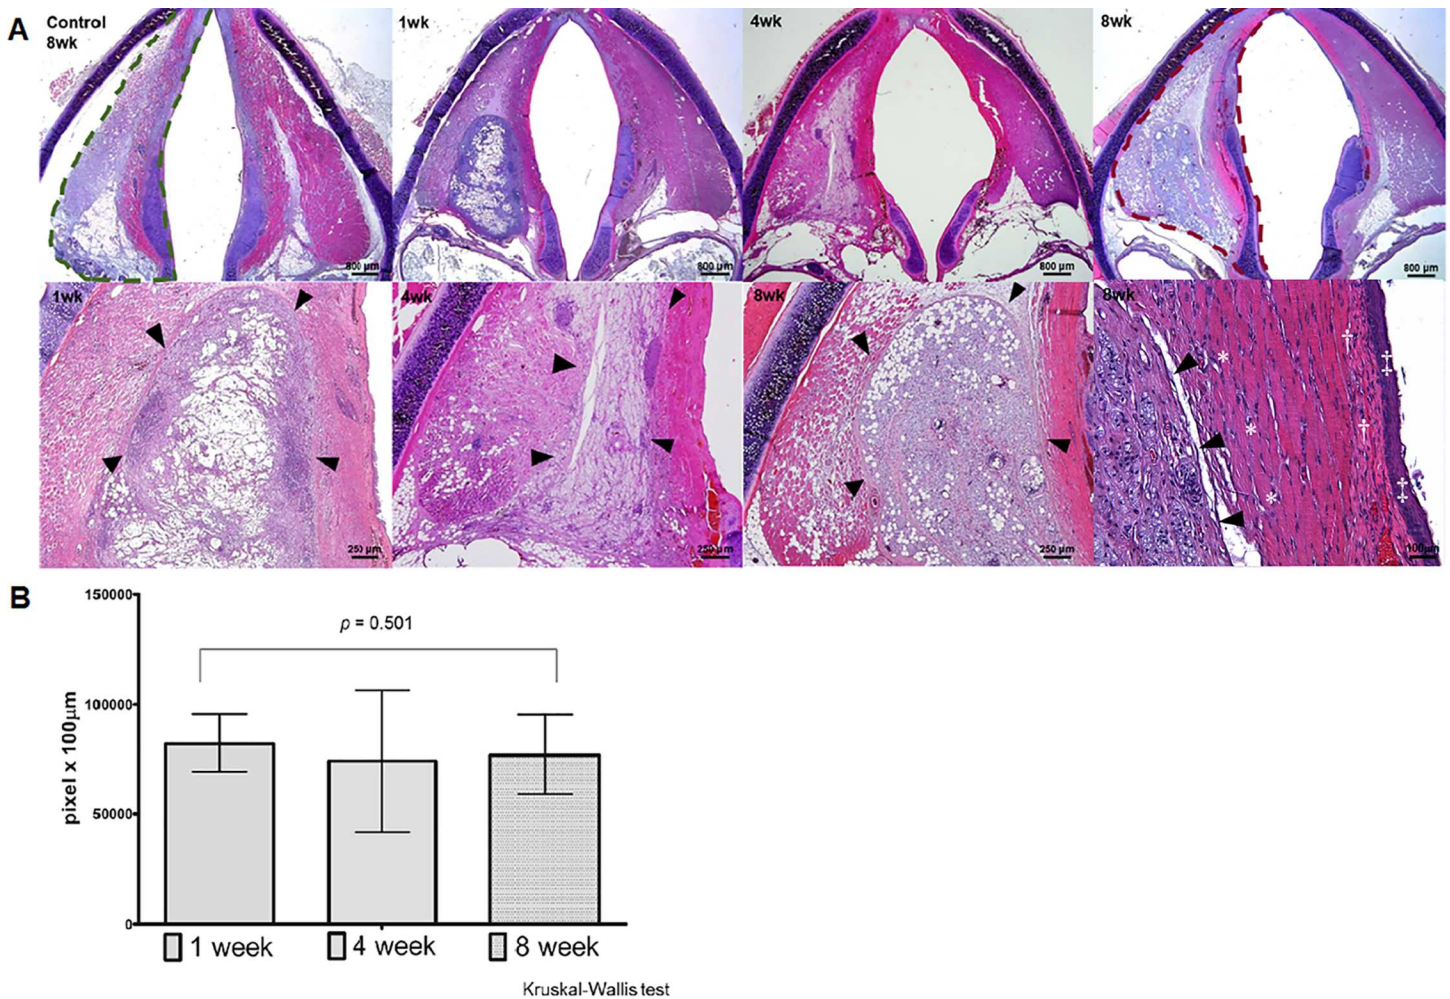 A
Control
8wk
1wk
4wk
8wk
800 µm
800 µm
800 µm
800 µm
1wk
4wk
8wk
8wk
*
*
*
†
†
‡
‡
250 µm
250 µm
250 µm
100 µm
B
150000
100000
50000
0
pixel x 100µm
p = 0.501
1 week
4 week
8 week
Kruskal-Wallis test